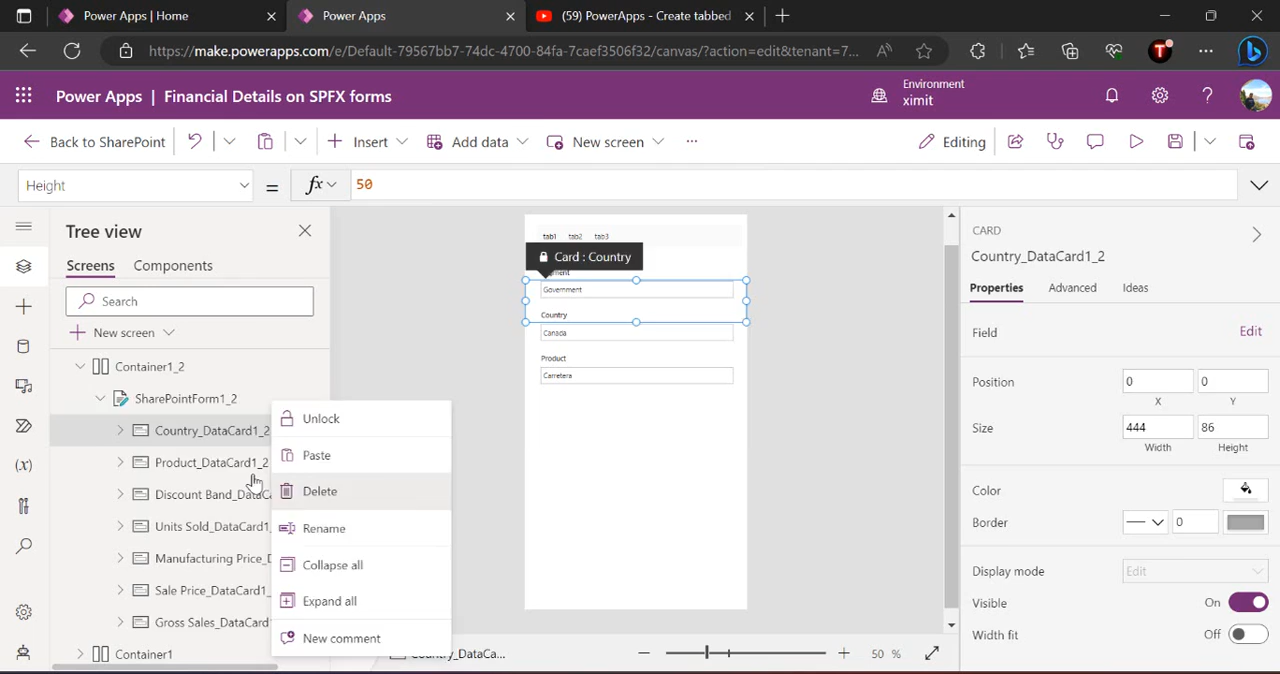 Power Apps | Home
Power Apps
(59) PowerApps - Create tabbed
https://make.powerapps.com/e/Default-79567bb7-74dc-4700-84fa-7caef3506f32/canvas/?action=edit&tenant=7...
Power Apps | Financial Details on SPFX forms
Environment
ximit
Back to SharePoint
Insert
Add data
New screen
...
Editing
Height
=
fx
50
Tree view
Screens
Components
Search
New screen
Container1_2
SharePointForm1_2
Country_DataCard1_2
Product_DataCard1_2
Discount Band_DataCa
Units Sold_DataCard1_
Manufacturing Price_D
Sale Price_DataCard1_
Gross Sales_DataCard
Container1
Unlock
Paste
Delete
Rename
Collapse all
Expand all
New comment
tab1 tab2 tab3
Card : Country
Government
Country
Canada
Product
Carretera
Country_DataCa...
50 %
CARD
Country_DataCard1_2
Properties
Advanced
Ideas
Field
Edit
Position
0
0
X
Y
Size
444
86
Width
Height
Color
Border
0
Display mode
Edit
Visible
On
Width fit
Off